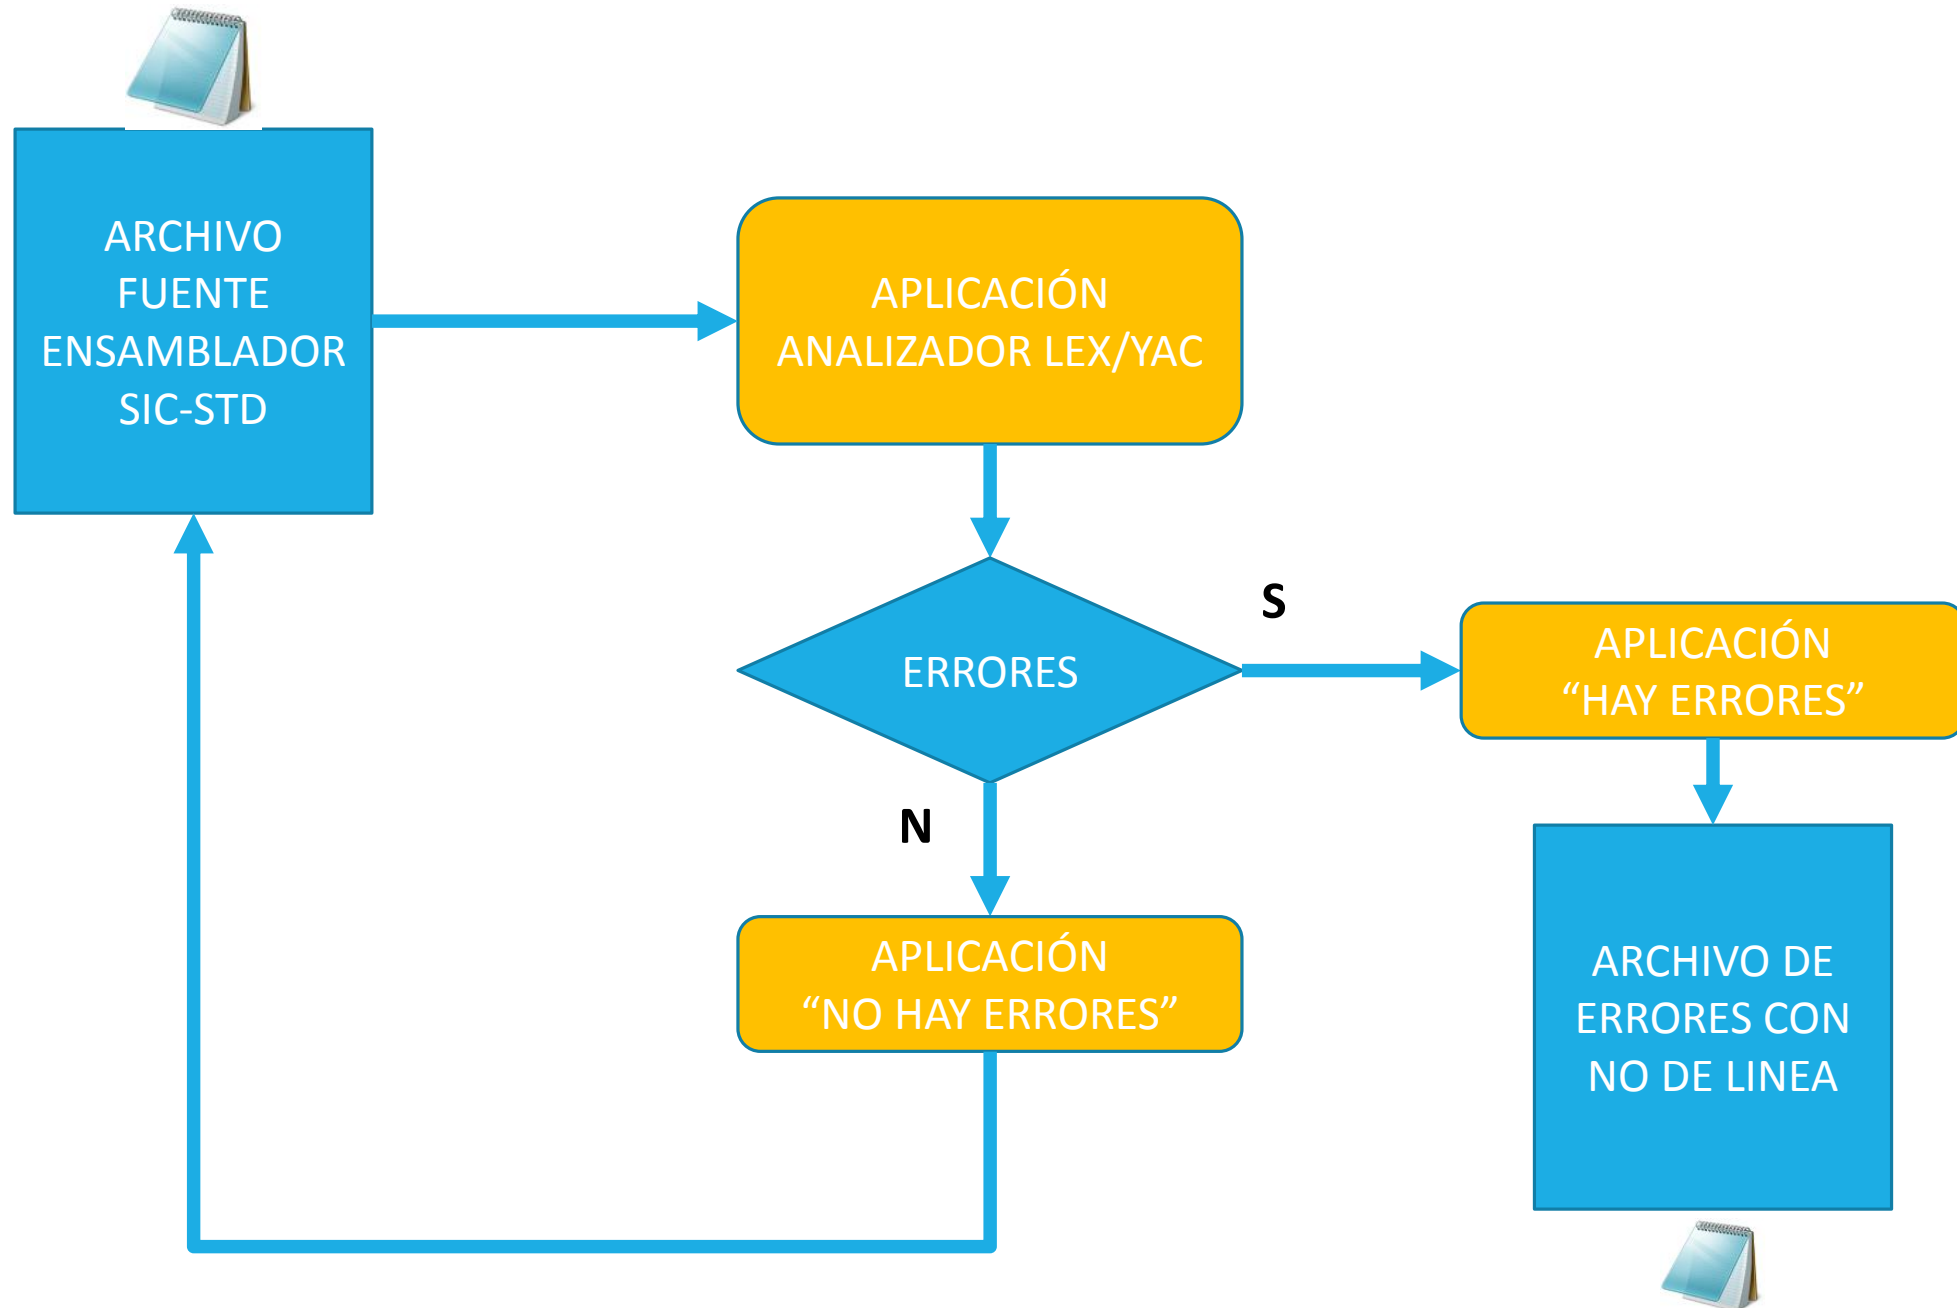 ARCHIVO
FUENTE
ENSAMBLADOR
SIC-STD
APLICACIÓN
ANALIZADOR LEX/YAC
ERRORES
S
APLICACIÓN
“HAY ERRORES”
N
APLICACIÓN
“NO HAY ERRORES”
ARCHIVO DE
ERRORES CON
NO DE LINEA